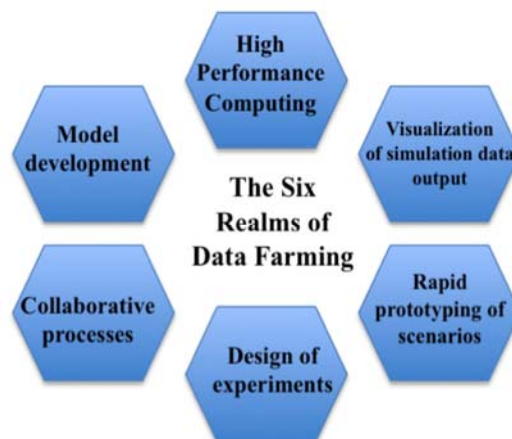 High
Performance
Computing
Model
development
Visualization
of simulation data
output
The Six
Realms of
Data Farming
Collaborative
processes
Rapid
prototyping of
scenarios
Design of
experiments